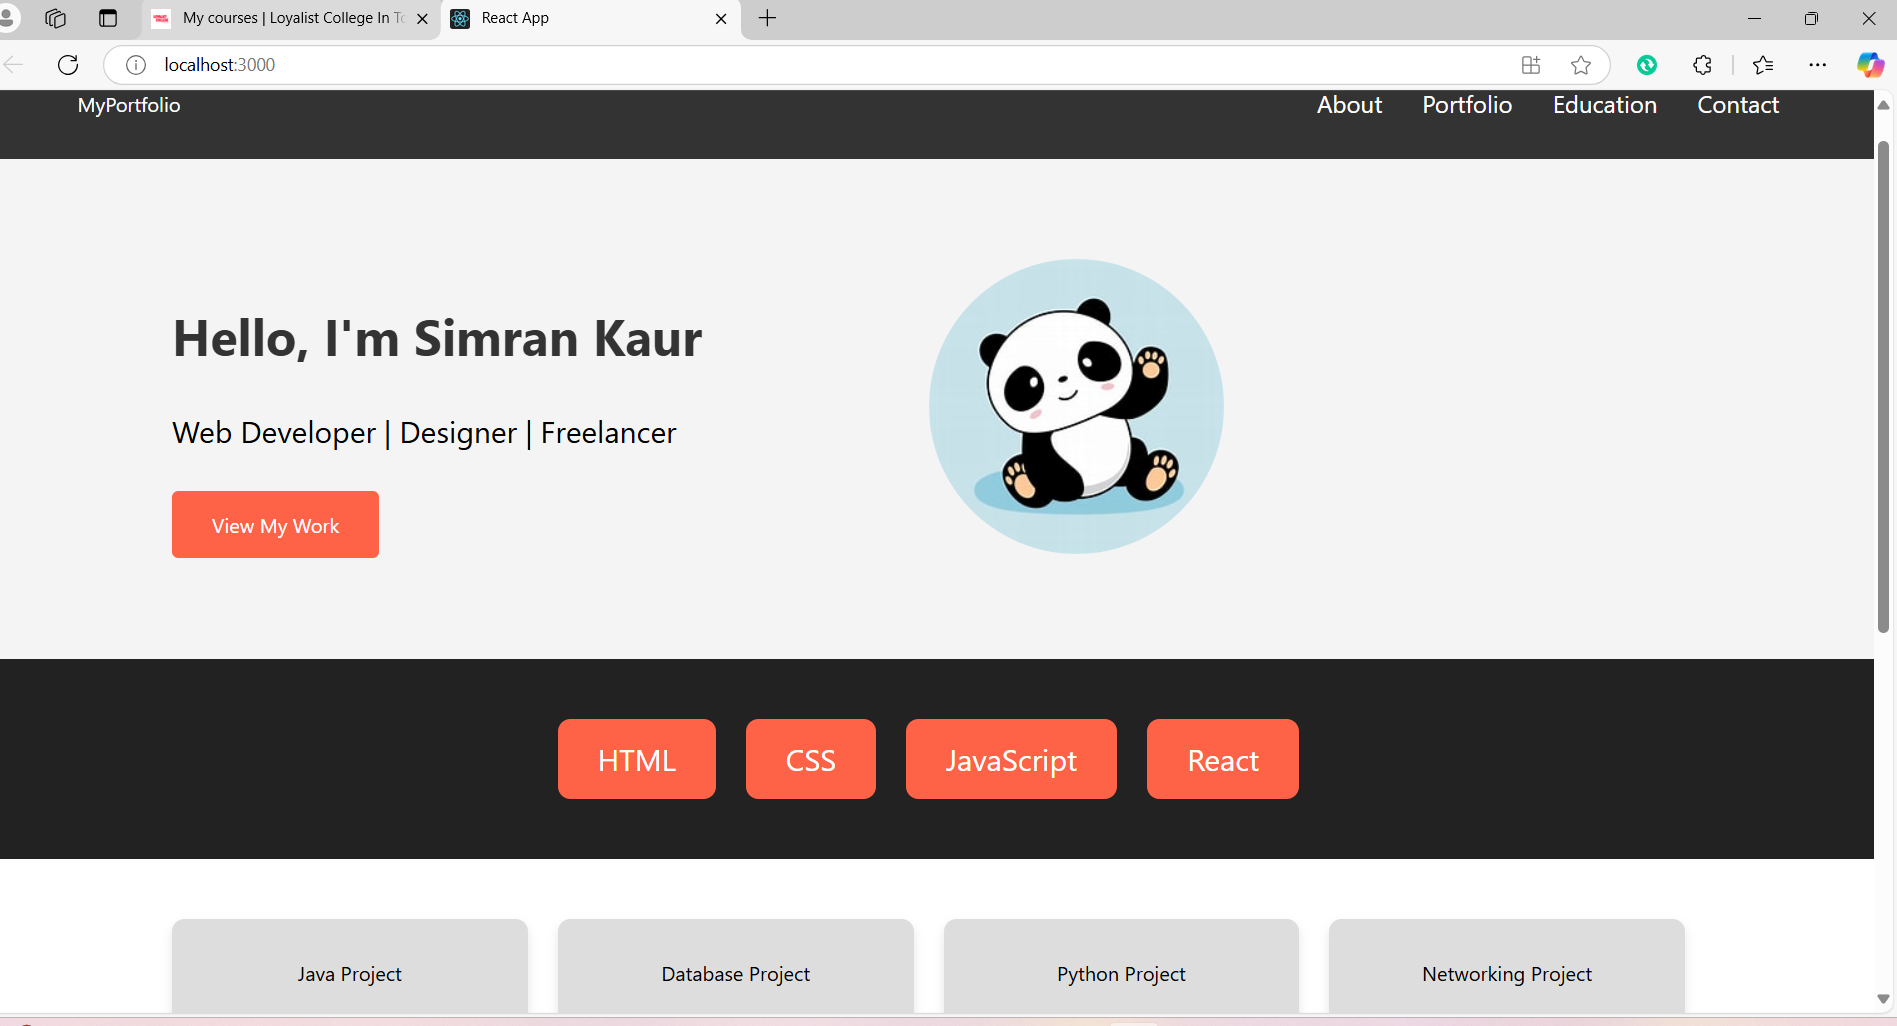 My courses | Loyalist College In To
React App
localhost:3000
MyPortfolio
About Portfolio Education Contact
Hello, I'm Simran Kaur
Web Developer | Designer | Freelancer
View My Work
HTML CSS JavaScript React
Java Project Database Project Python Project Networking Project